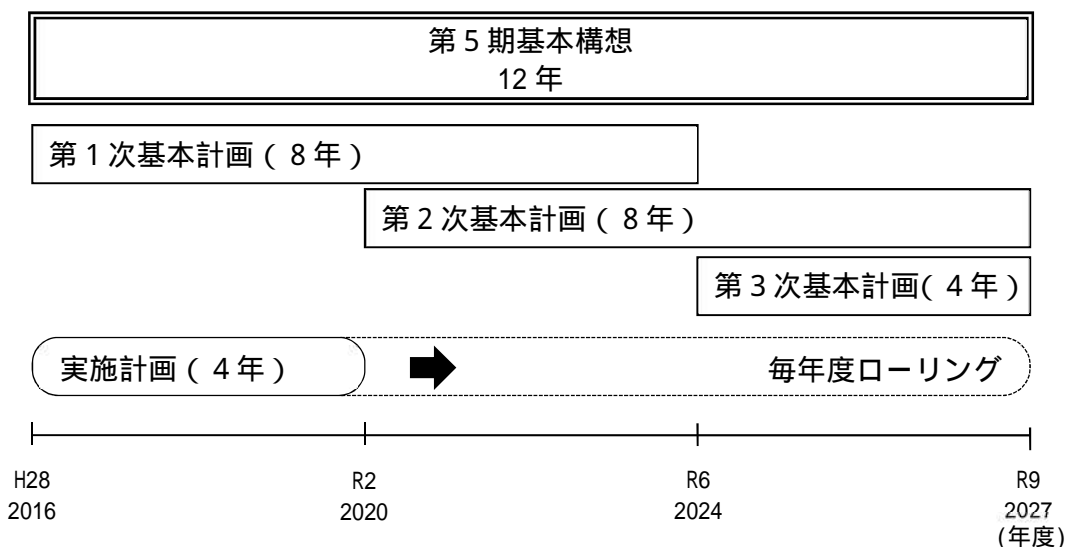 第５期基本構想
12 年
第１次基本計画（８年）
第２次基本計画（８年）
第３次基本計画（４年）
実施計画（４年）
毎年度ローリング
H28 R2 R6 R9
2016 2020 2024 2027
(年度)